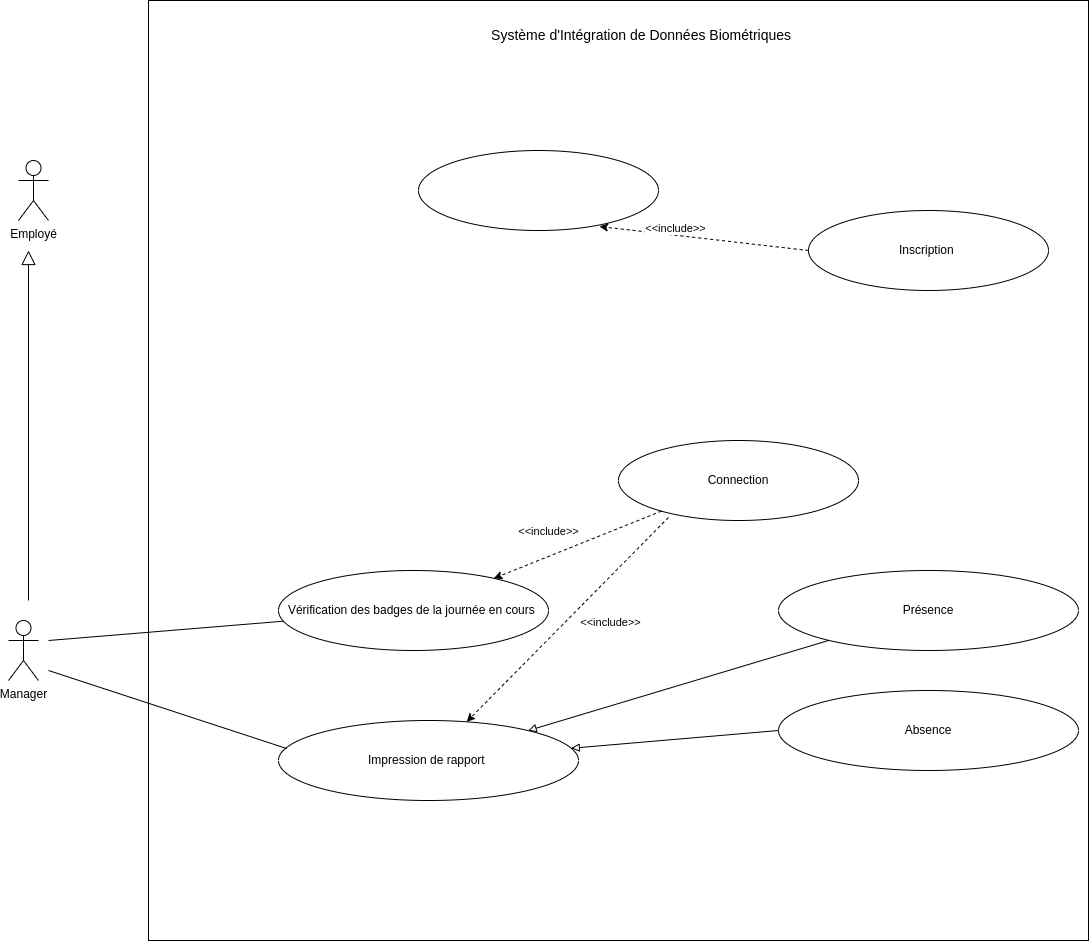 Système d'Intégration de Données Biométriques
Employé
<<include>>
Inscription
Connection
<<include>>
Vérification des badges de la journée en cours
<<include>>
Présence
Manager
Absence
Impression de rapport